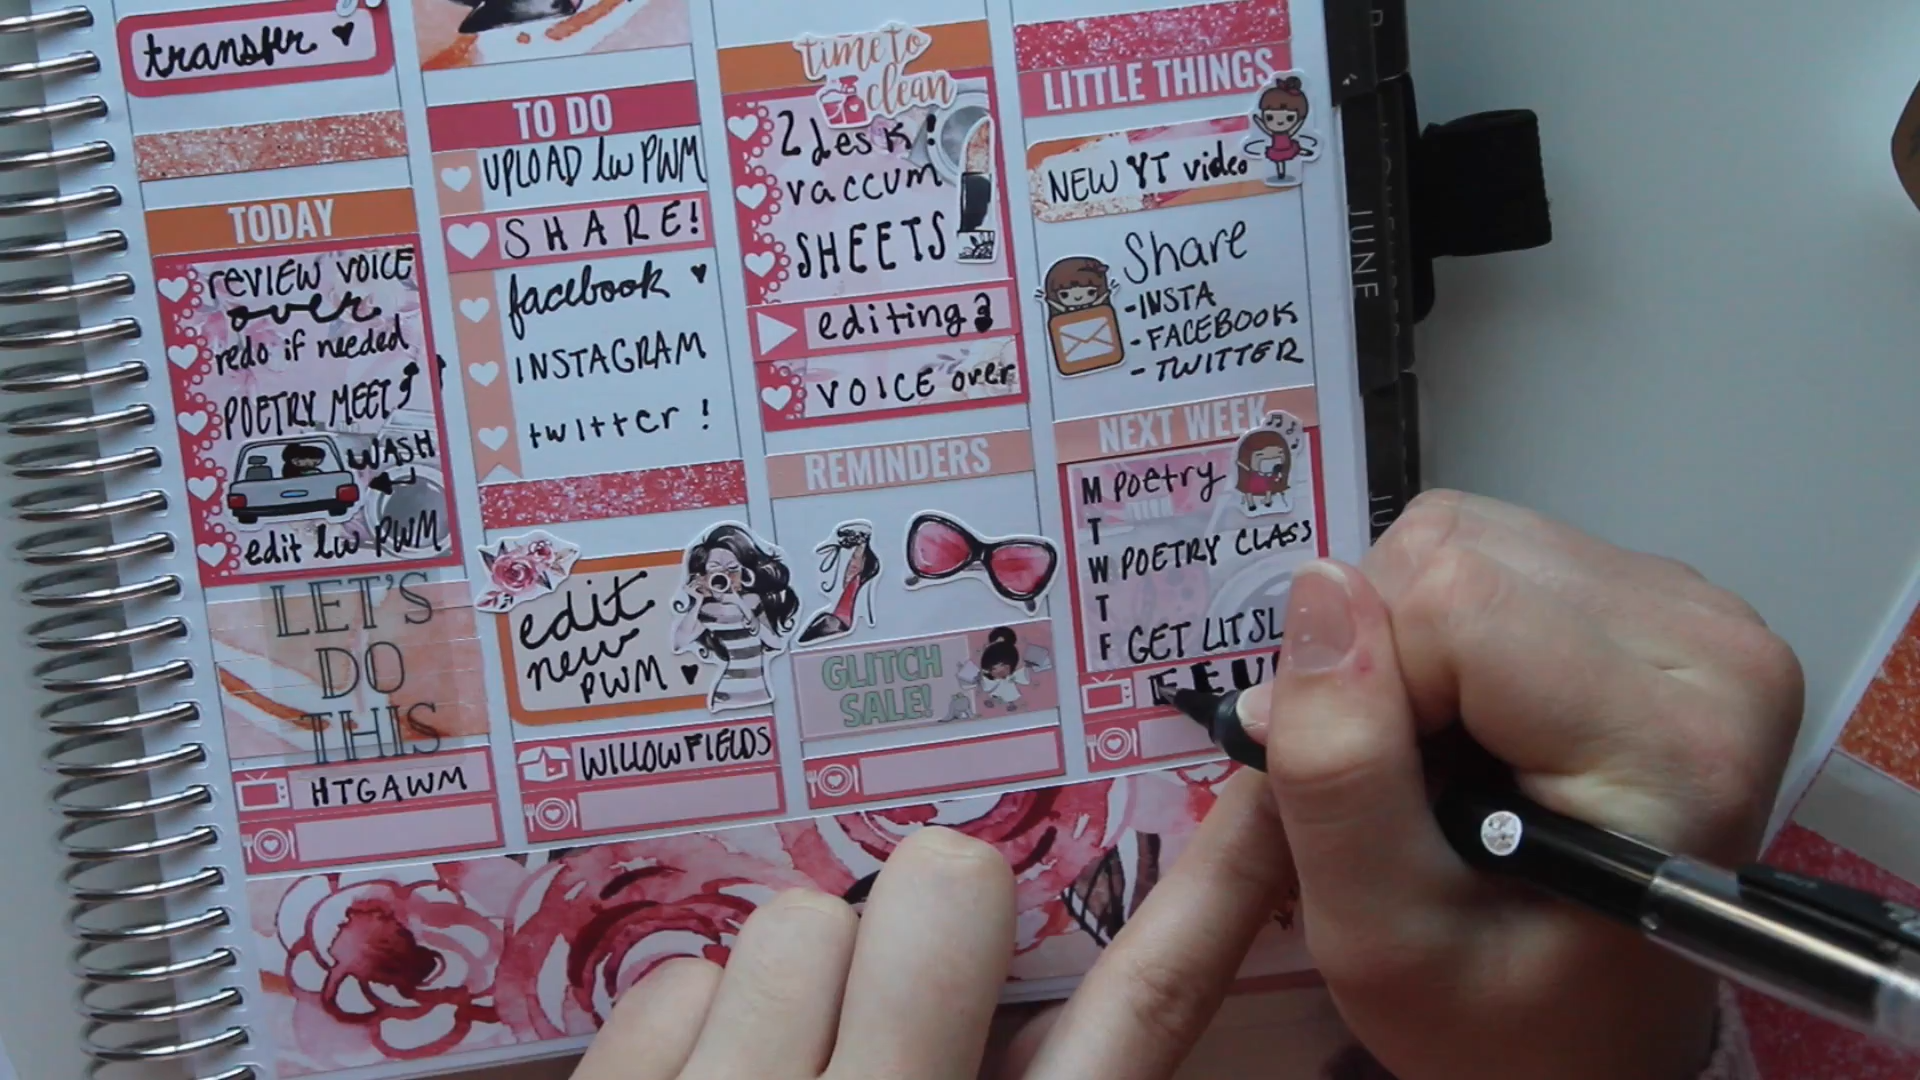 transfer
TODAY
REVIEW VOICE
over
redo if needed
POETRY MEET
WASH
edit lw PWM
LET'S
DO
THIS
HTGAWM
TO DO
UPLOAD lw PWM
SHARE!
facebook
INSTAGRAM
twitter!
edit
new
PWM
WILLOWFIELDS
time to
clean
desk!
vaccum
SHEETS
editing
VOICE over
REMINDERS
GLITCH
SALE!
LITTLE THINGS
NEW YT video
Share
-INSTA
-FACEBOOK
-TWITTER
NEXT WEEK
M poetry
T
W POETRY CLASS
T
F GET LIT SL
JUNE